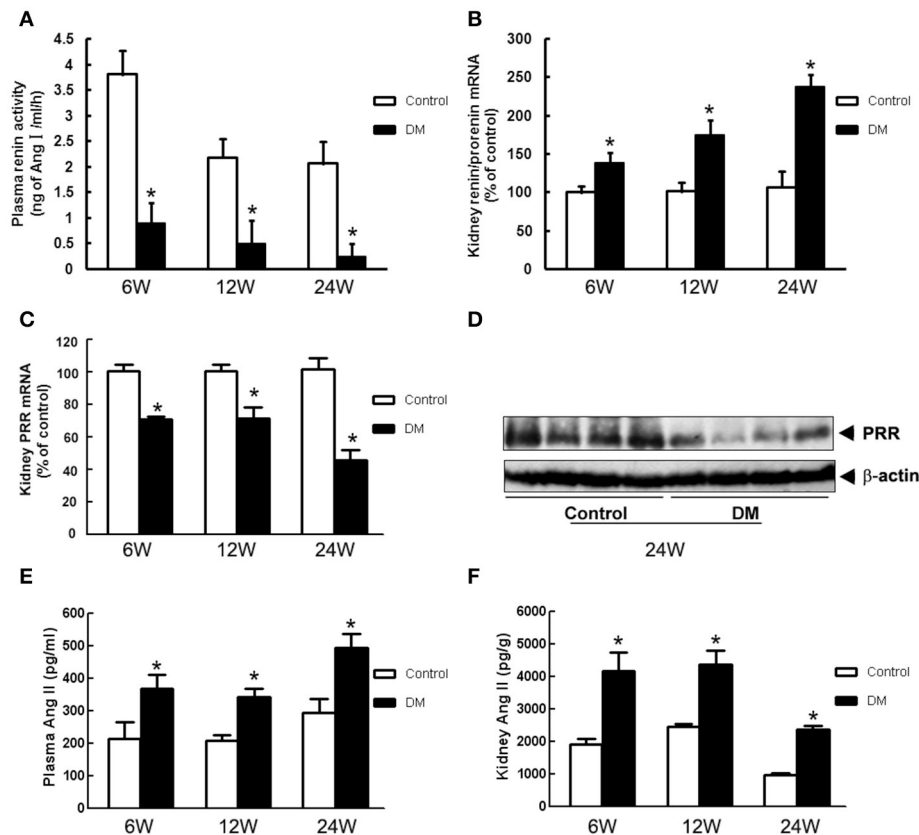 A
Plasma renin activity
(ng of Ang Ⅰ /ml/h)
4.5
4
3.5
3
2.5
2
1.5
1
0.5
0
*
*
*
6W
12W
24W
Control
DM
B
Kidney renin/prorenin mRNA
(% of control)
300
250
200
150
100
50
0
*
*
*
6W
12W
24W
Control
DM
C
Kidney PRR mRNA
(% of control)
120
100
80
60
40
20
0
*
*
*
6W
12W
24W
Control
DM
D
PRR
β-actin
Control DM
24W
E
Plasma Ang II (pg/ml)
600
500
400
300
200
100
0
*
*
*
6W
12W
24W
Control
DM
F
Kidney Ang II (pg/g)
6000
5000
4000
3000
2000
1000
0
*
*
*
6W
12W
24W
Control
DM